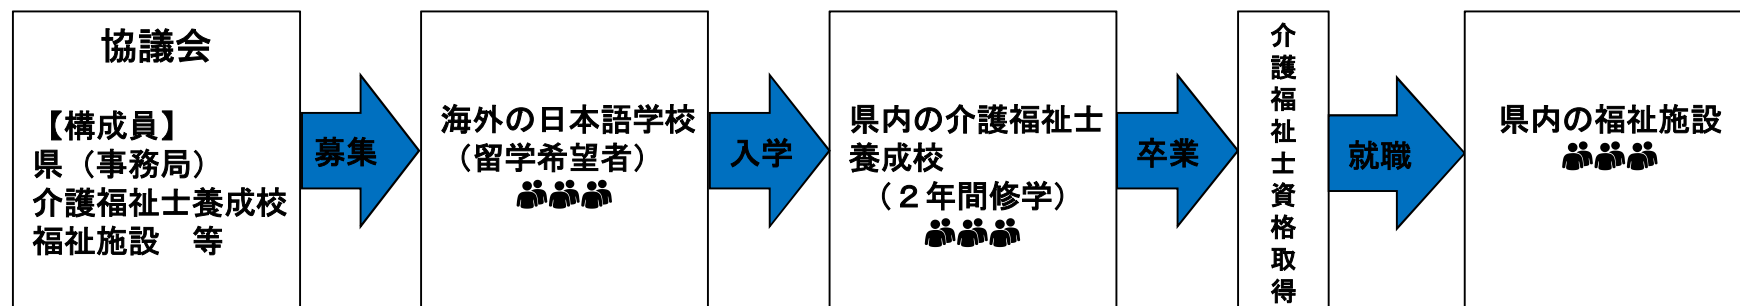 協議会
【構成員】
県（事務局）
介護福祉士養成校
福祉施設　等
募集
海外の日本語学校
（留学希望者）
入学
県内の介護福祉士
養成校
（２年間修学）
卒業
介護福祉士資格取得
就職
県内の福祉施設